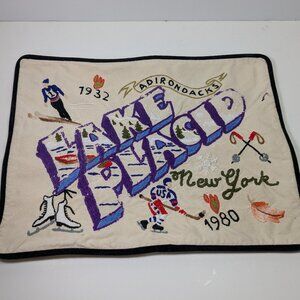 1932
ADIRONDACKS
LAKE
PLACID
New York
USA
1980